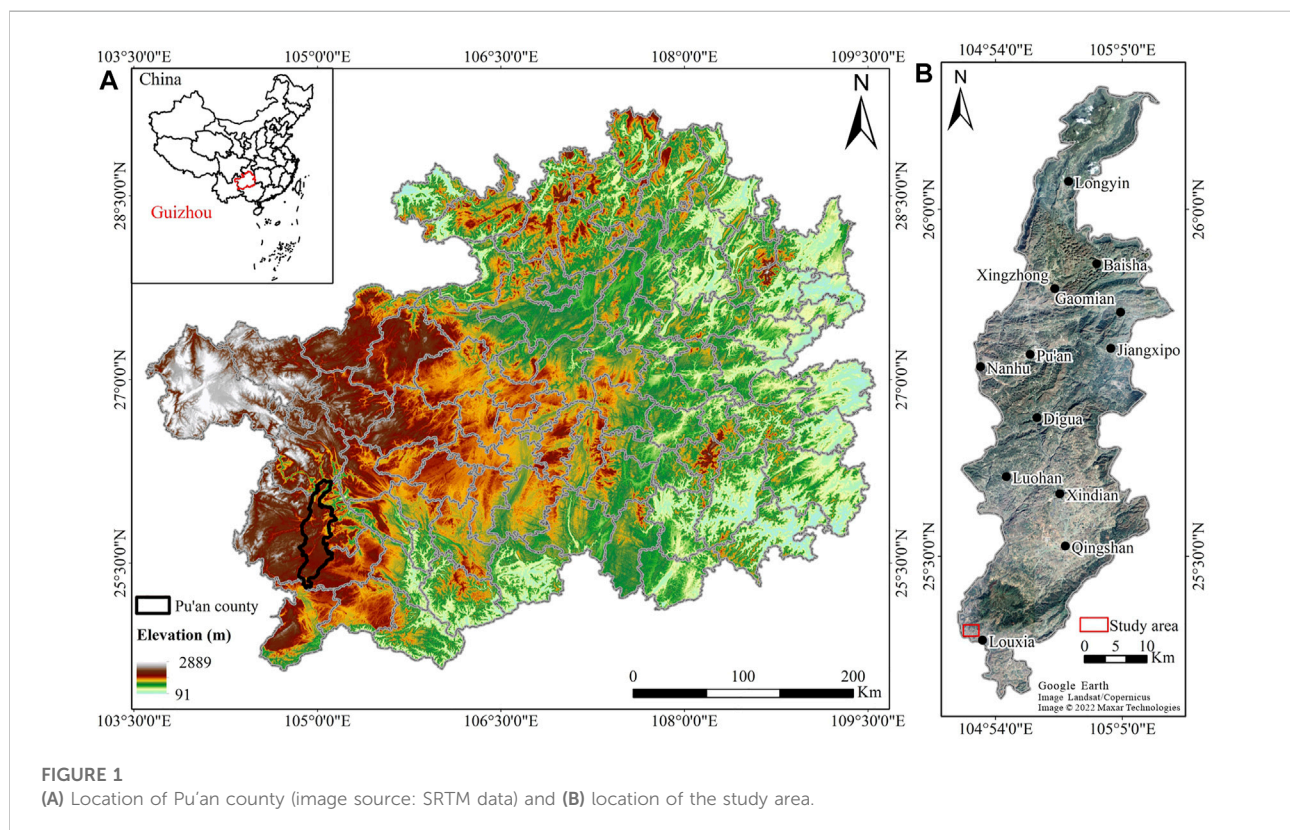 103°30'0"E
105°0'0"E
106°30'0"E
108°0'0"E
109°30'0"E
A
China
Guizhou
N
28°30'0"N
27°0'0"N
25°30'0"N
28°30'0"N
27°0'0"N
25°30'0"N
Pu'an county
Elevation (m)
2889
91
0 100 200
Km
103°30'0"E
105°0'0"E
106°30'0"E
108°0'0"E
109°30'0"E
B
104°54'0"E
105°5'0"E
N
26°0'0"N
25°30'0"N
26°0'0"N
25°30'0"N
Longyin
Baisha
Xingzhong
Gaomian
Jiangxipo
Pu'an
Nanhu
Digua
Luohan
Xindian
Qingshan
Louxia
Study area
0 5 10
Km
Google Earth
Image Landsat/Copernicus
Image © 2022 Maxar Technologies
104°54'0"E
105°5'0"E
FIGURE 1
(A) Location of Pu'an county (image source: SRTM data) and (B) location of the study area.